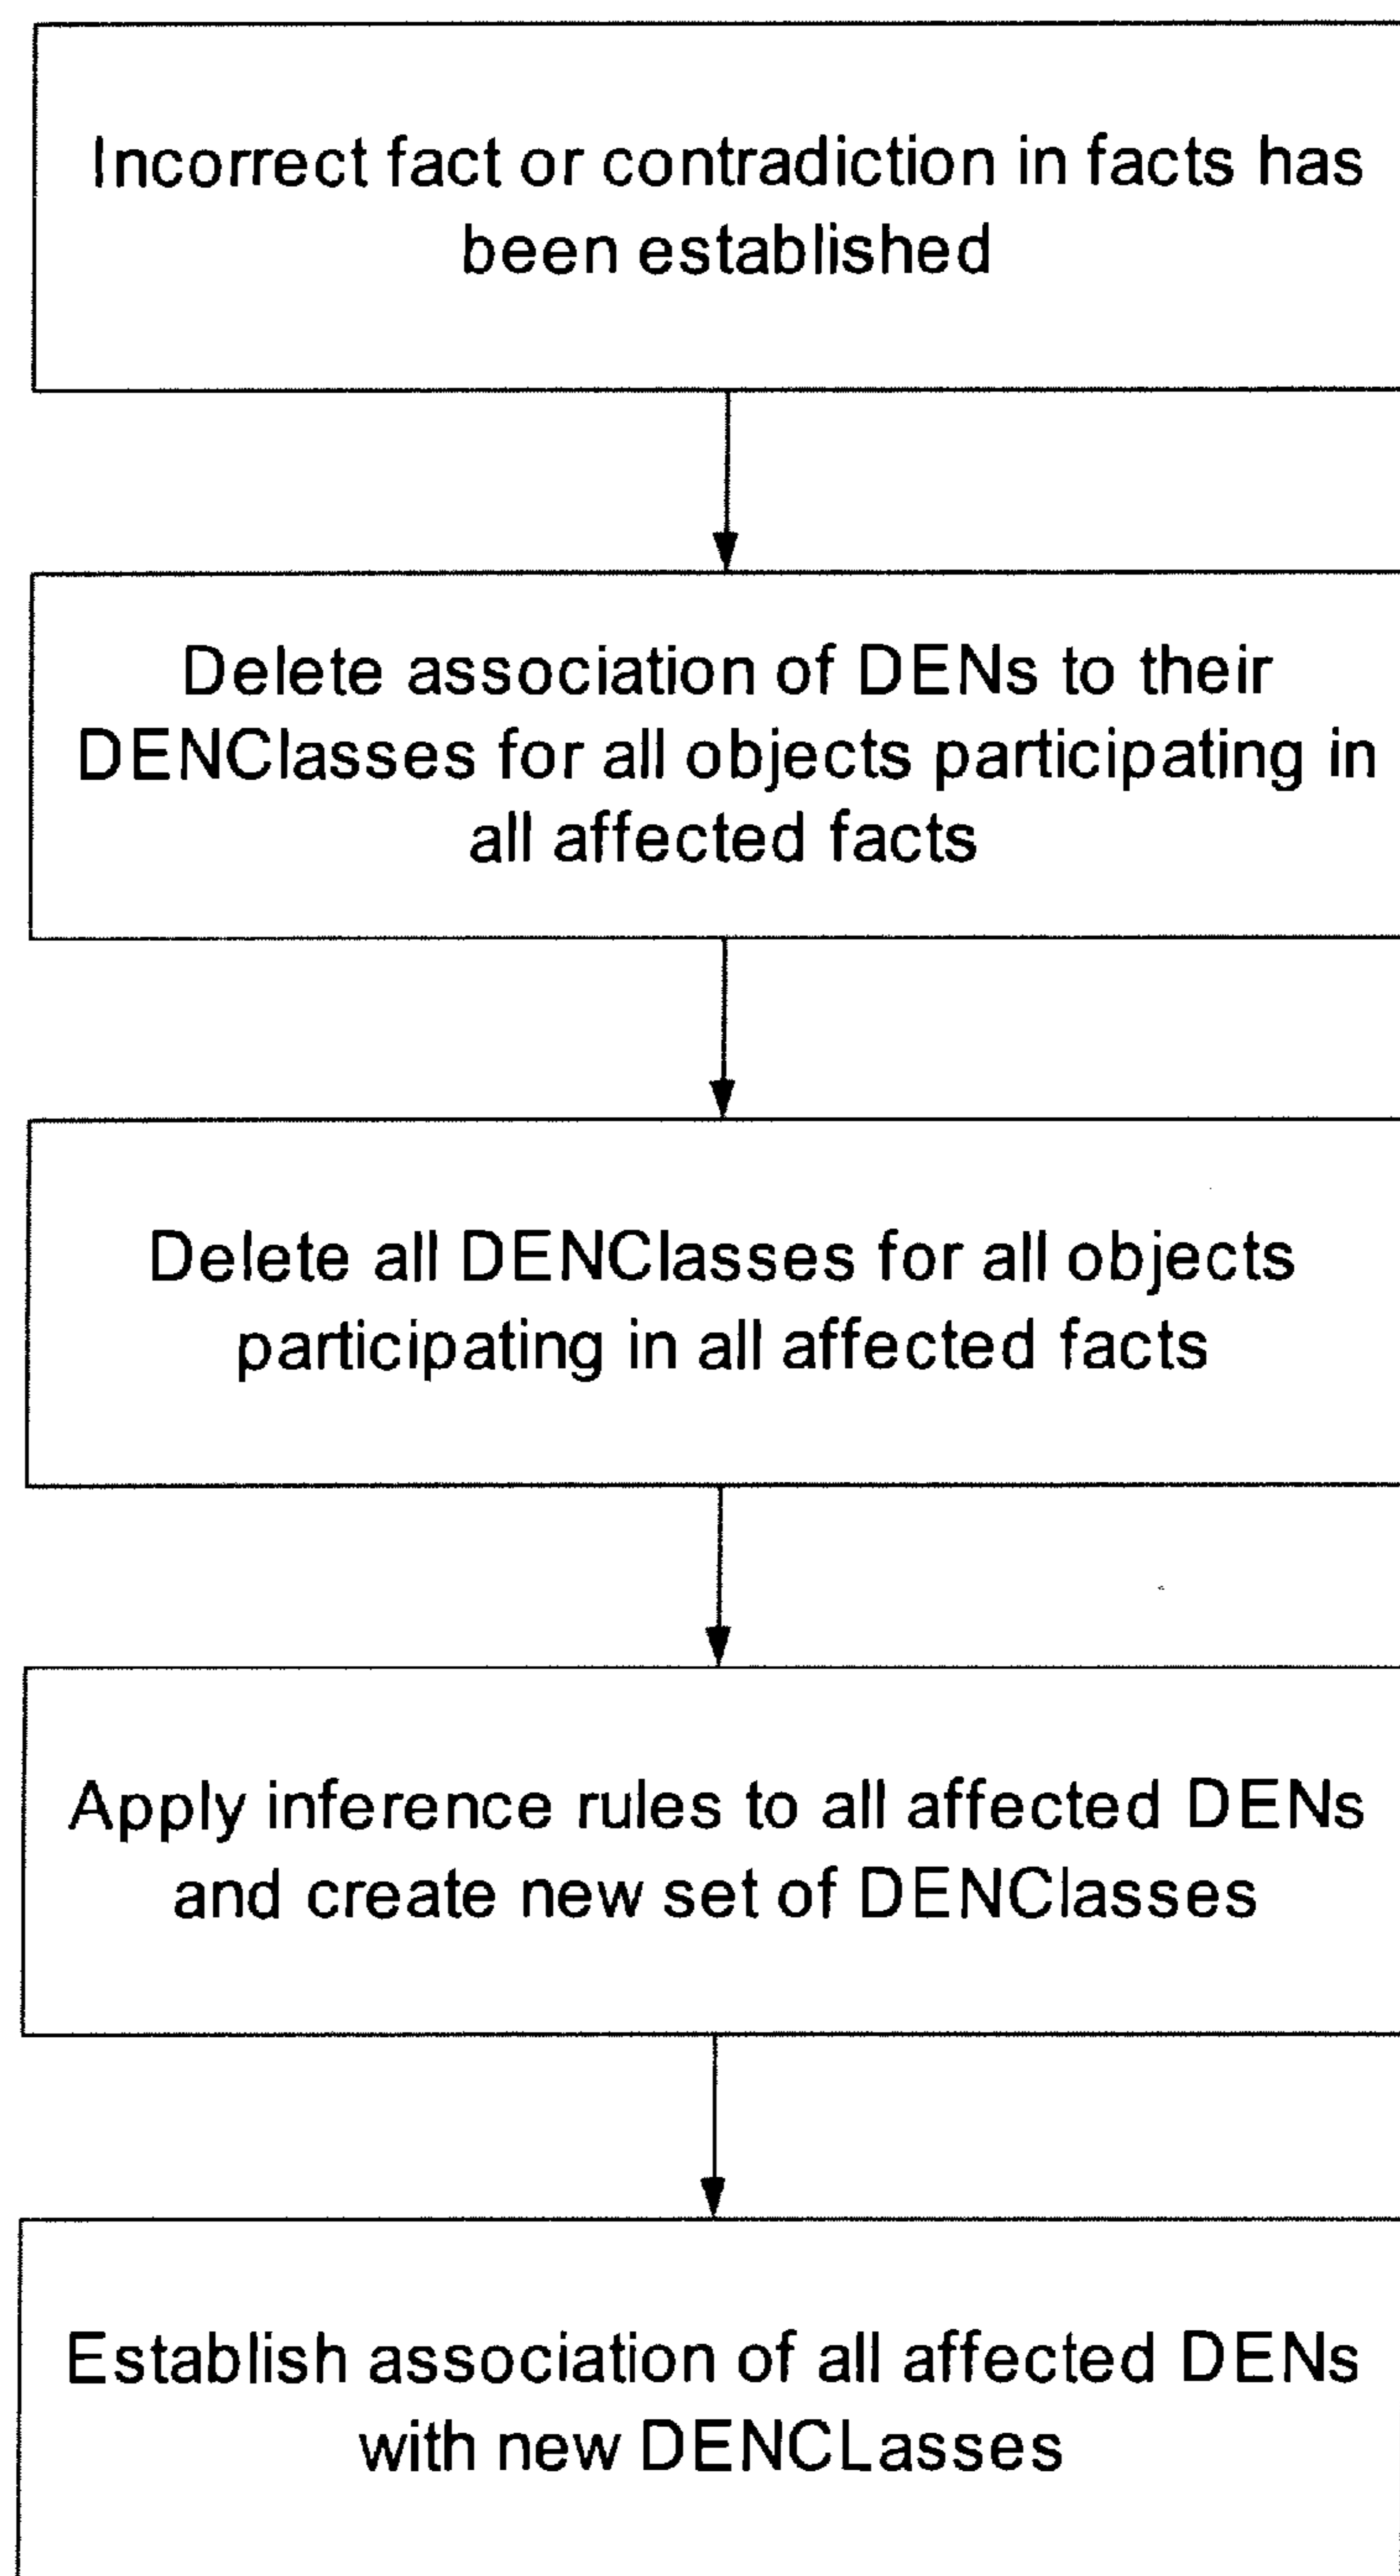 Incorrect fact or contradiction in facts has
been established
Delete association of DENs to their
DENClasses for all objects participating in
all affected facts
Delete all DENClasses for all objects
participating in all affected facts
Apply inference rules to all affected DENs
and create new set of DENClasses
Establish association of all affected DENs
with new DENCLasses